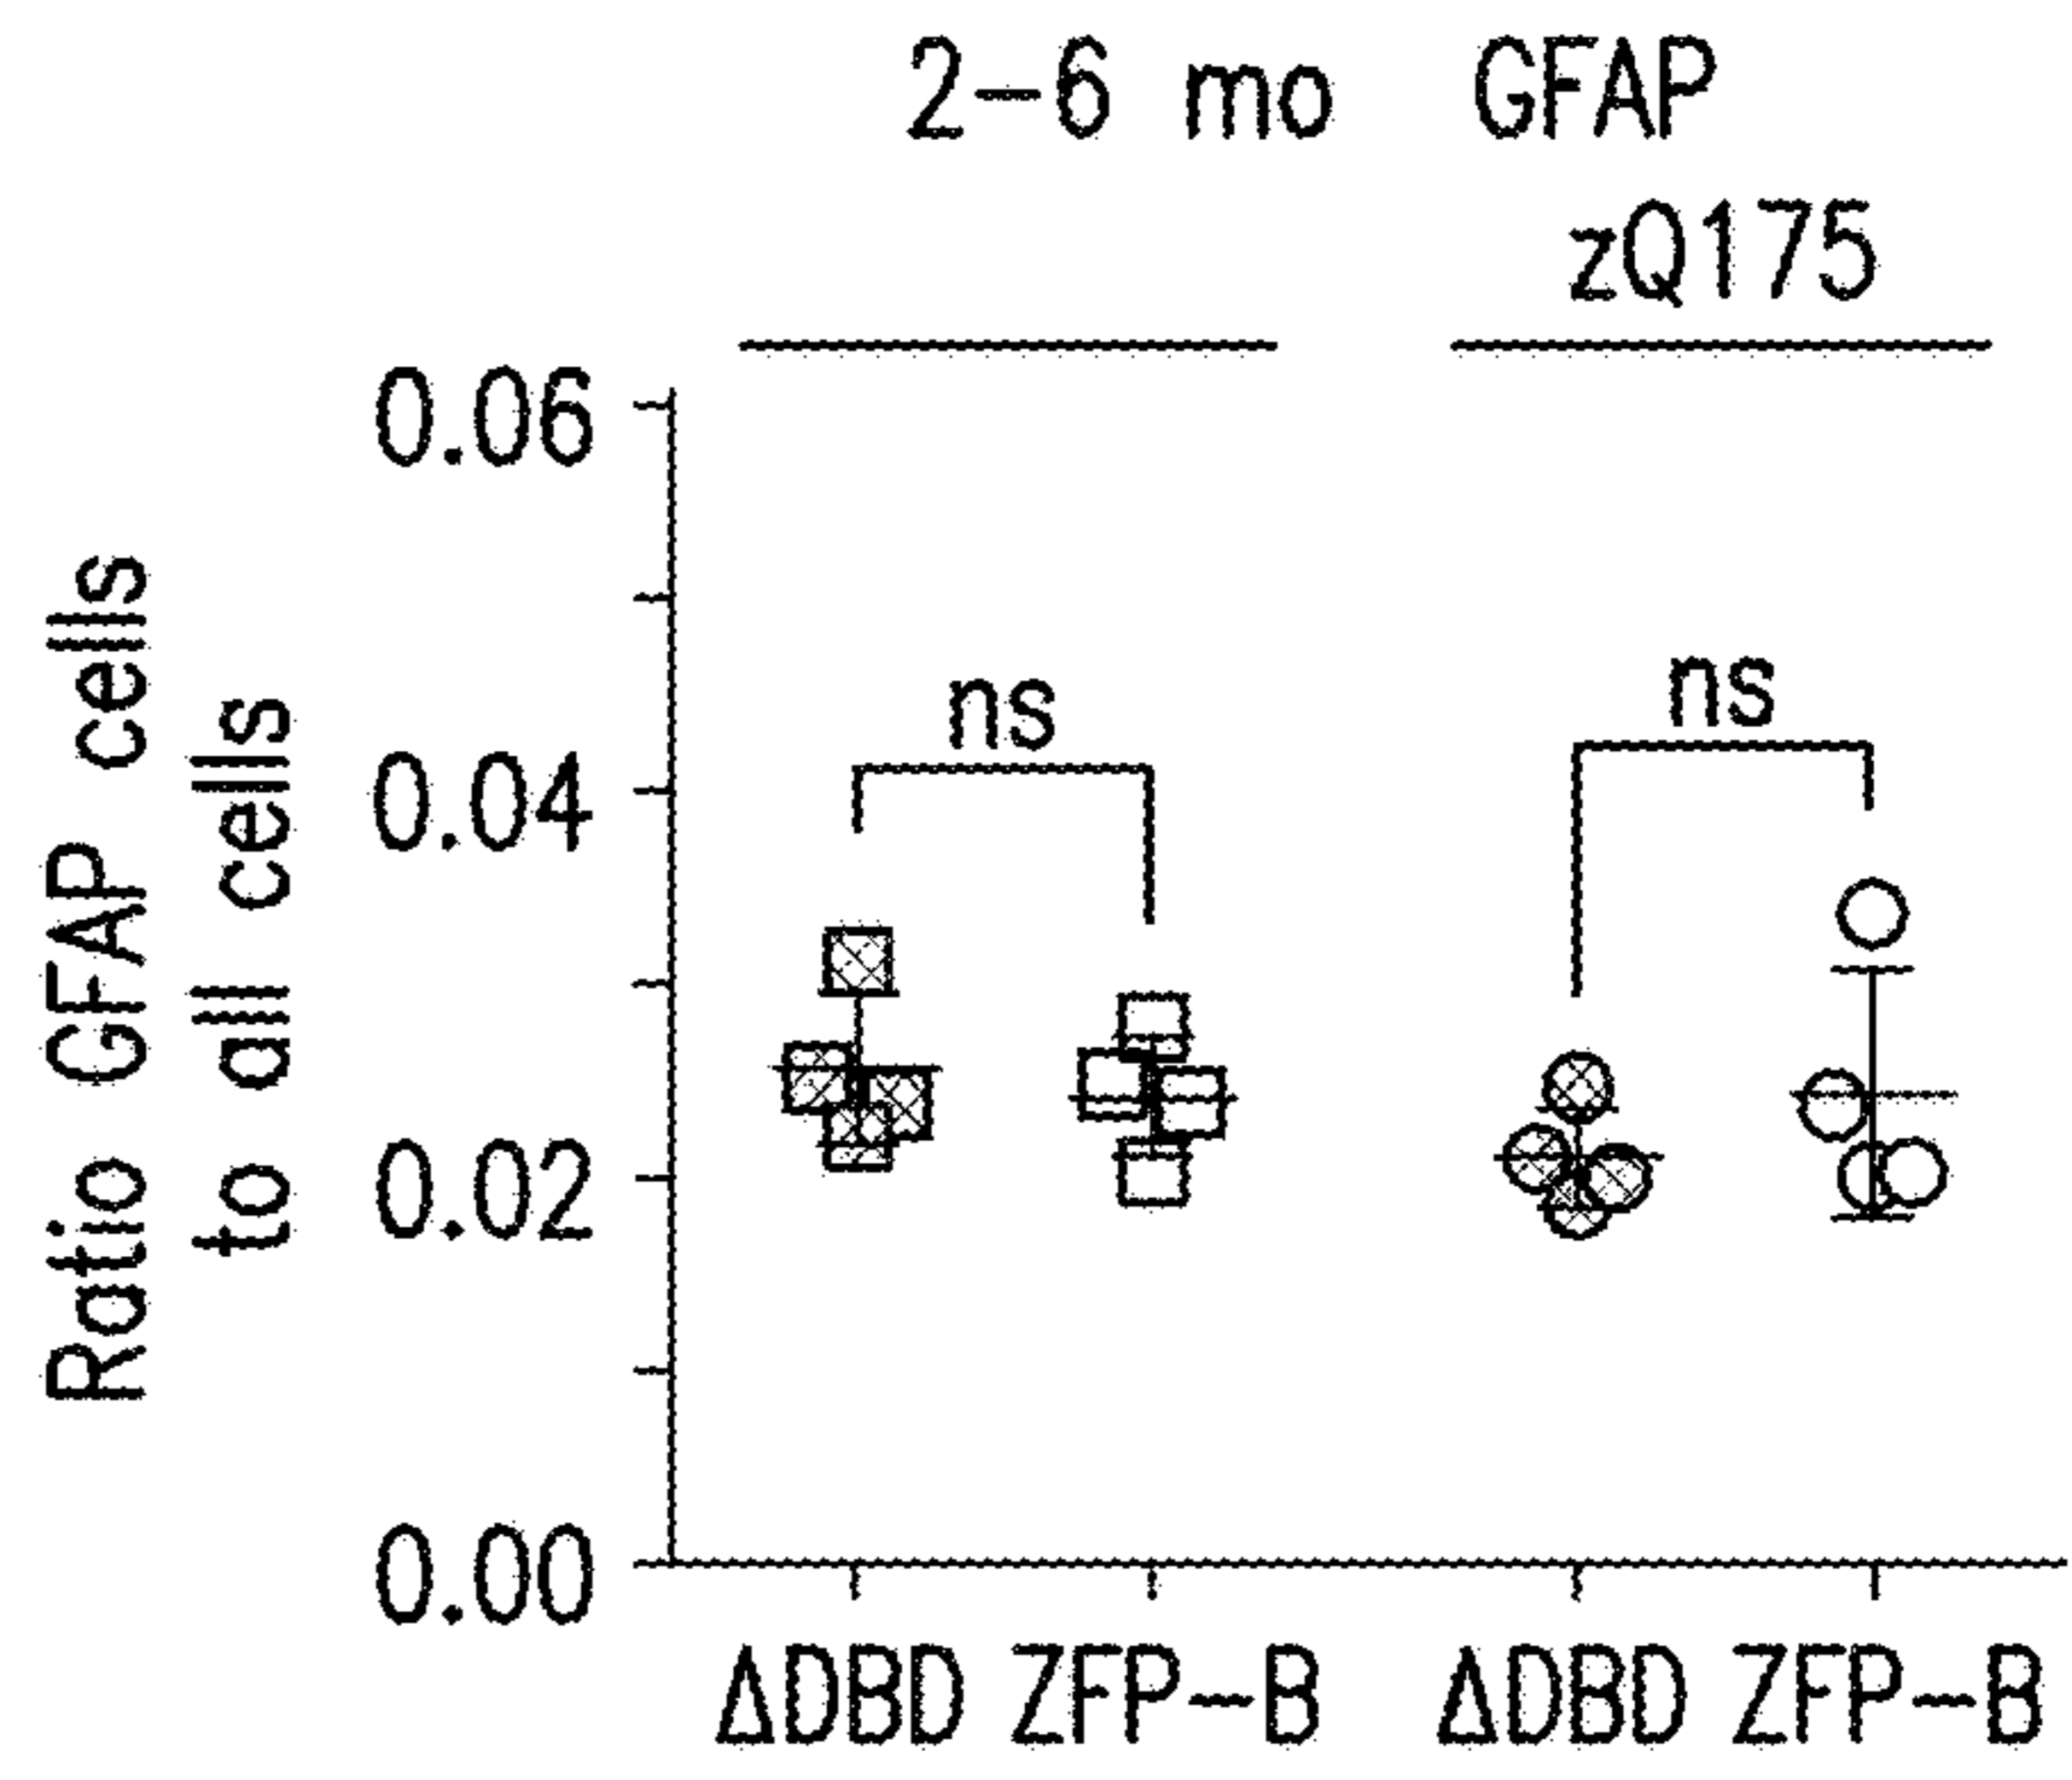 2-6 mo GFAP
zQ175
Ratio GFAP cells
to all cells
0.06
0.04
0.02
0.00
ns
ns
ΔDBD ZFP-B ΔDBD ZFP-B